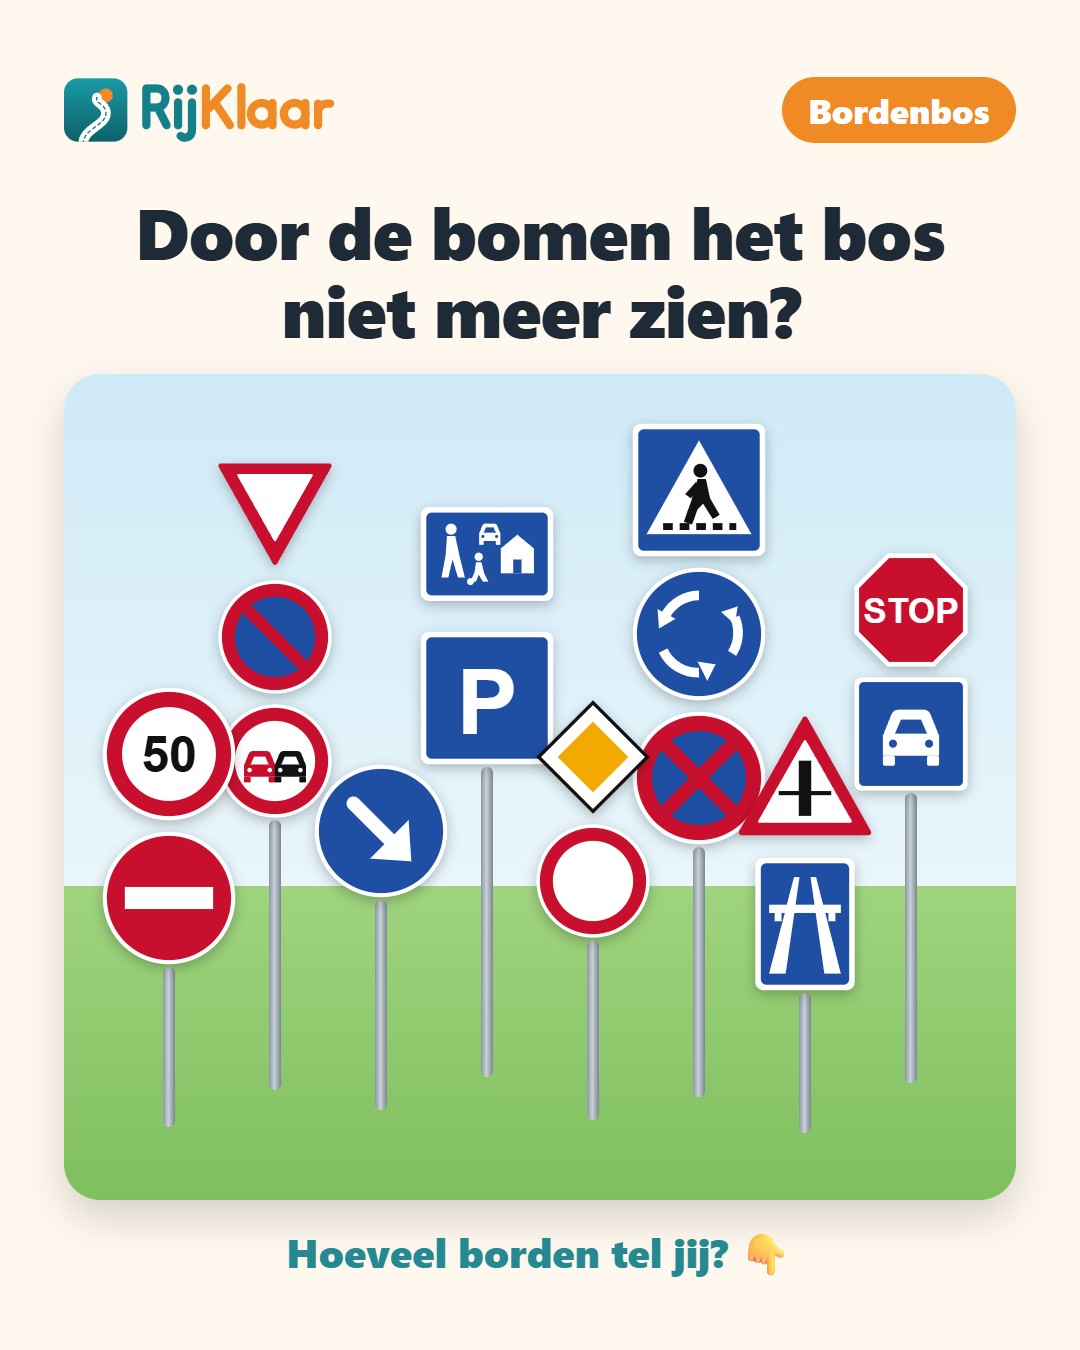 RijKlaar
Bordenbos
Door de bomen het bos
niet meer zien?
STOP
P
50
Hoeveel borden tel jij? 👇